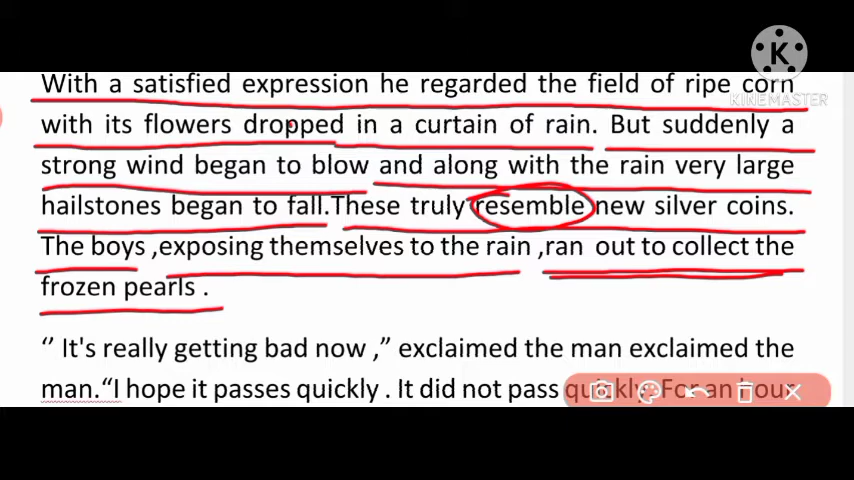 K
KINEMASTER
With a satisfied expression he regarded the field of ripe corn
with its flowers dropped in a curtain of rain. But suddenly a
strong wind began to blow and along with the rain very large
hailstones began to fall.These truly resemble new silver coins.
The boys ,exposing themselves to the rain ,ran out to collect the
frozen pearls .
‘’ It's really getting bad now ,” exclaimed the man exclaimed the
man.“I hope it passes quickly . It did not pass quickly. For an hour